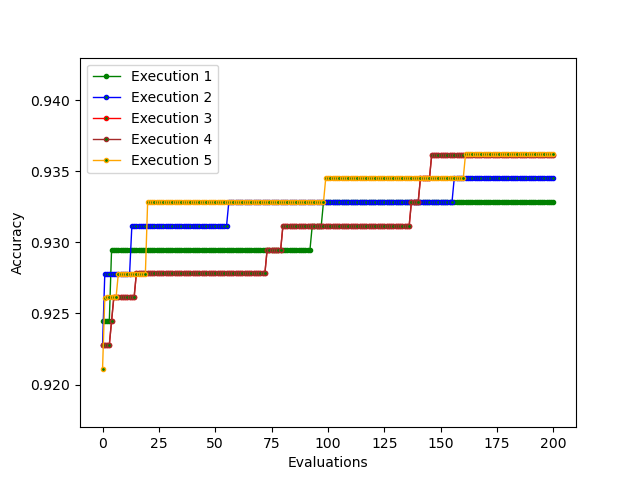 Execution 1
Execution 2
Execution 3
Execution 4
Execution 5
0.940
0.935
0.930
0.925
0.920
Accuracy
0 25 50 75 100 125 150 175 200
Evaluations